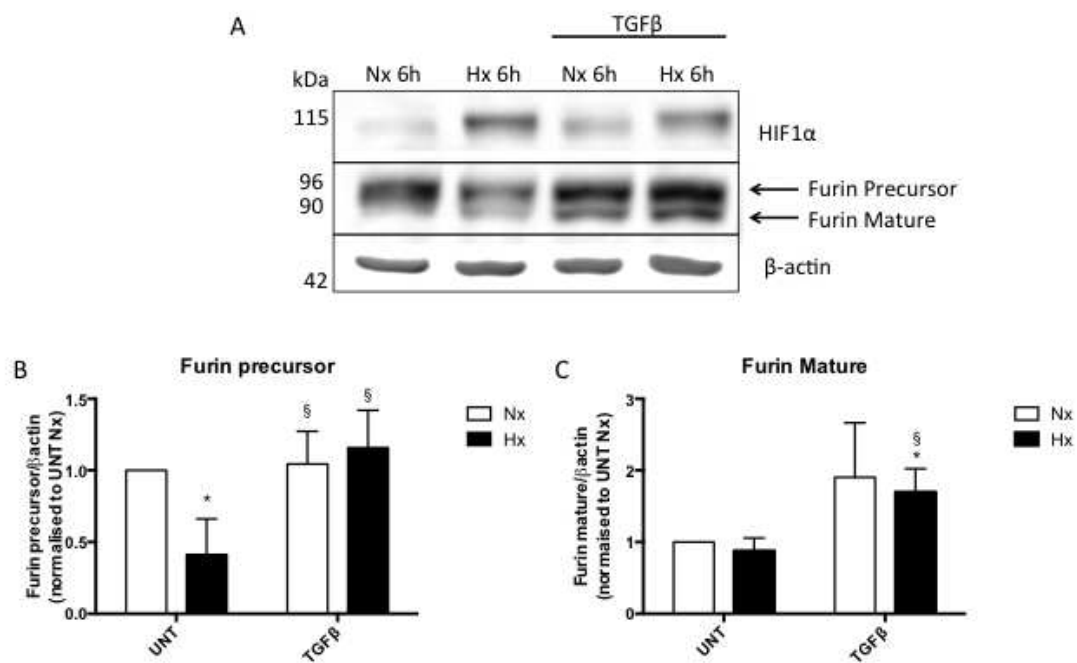 A
TGFβ
kDa
Nx 6h
Hx 6h
Nx 6h
Hx 6h
115
HIF1α
96
90
Furin Precursor
Furin Mature
42
β-actin
B
Furin precursor
Furin precursor/βactin
(normalised to UNT Nx)
1.5
1.0
0.5
0.0
*
§
§
Nx
Hx
UNT
TGFβ
C
Furin Mature
Furin mature/βactin
(normaised to UNT Nx)
3
2
1
0
§
*
Nx
Hx
UNT
TGFβ